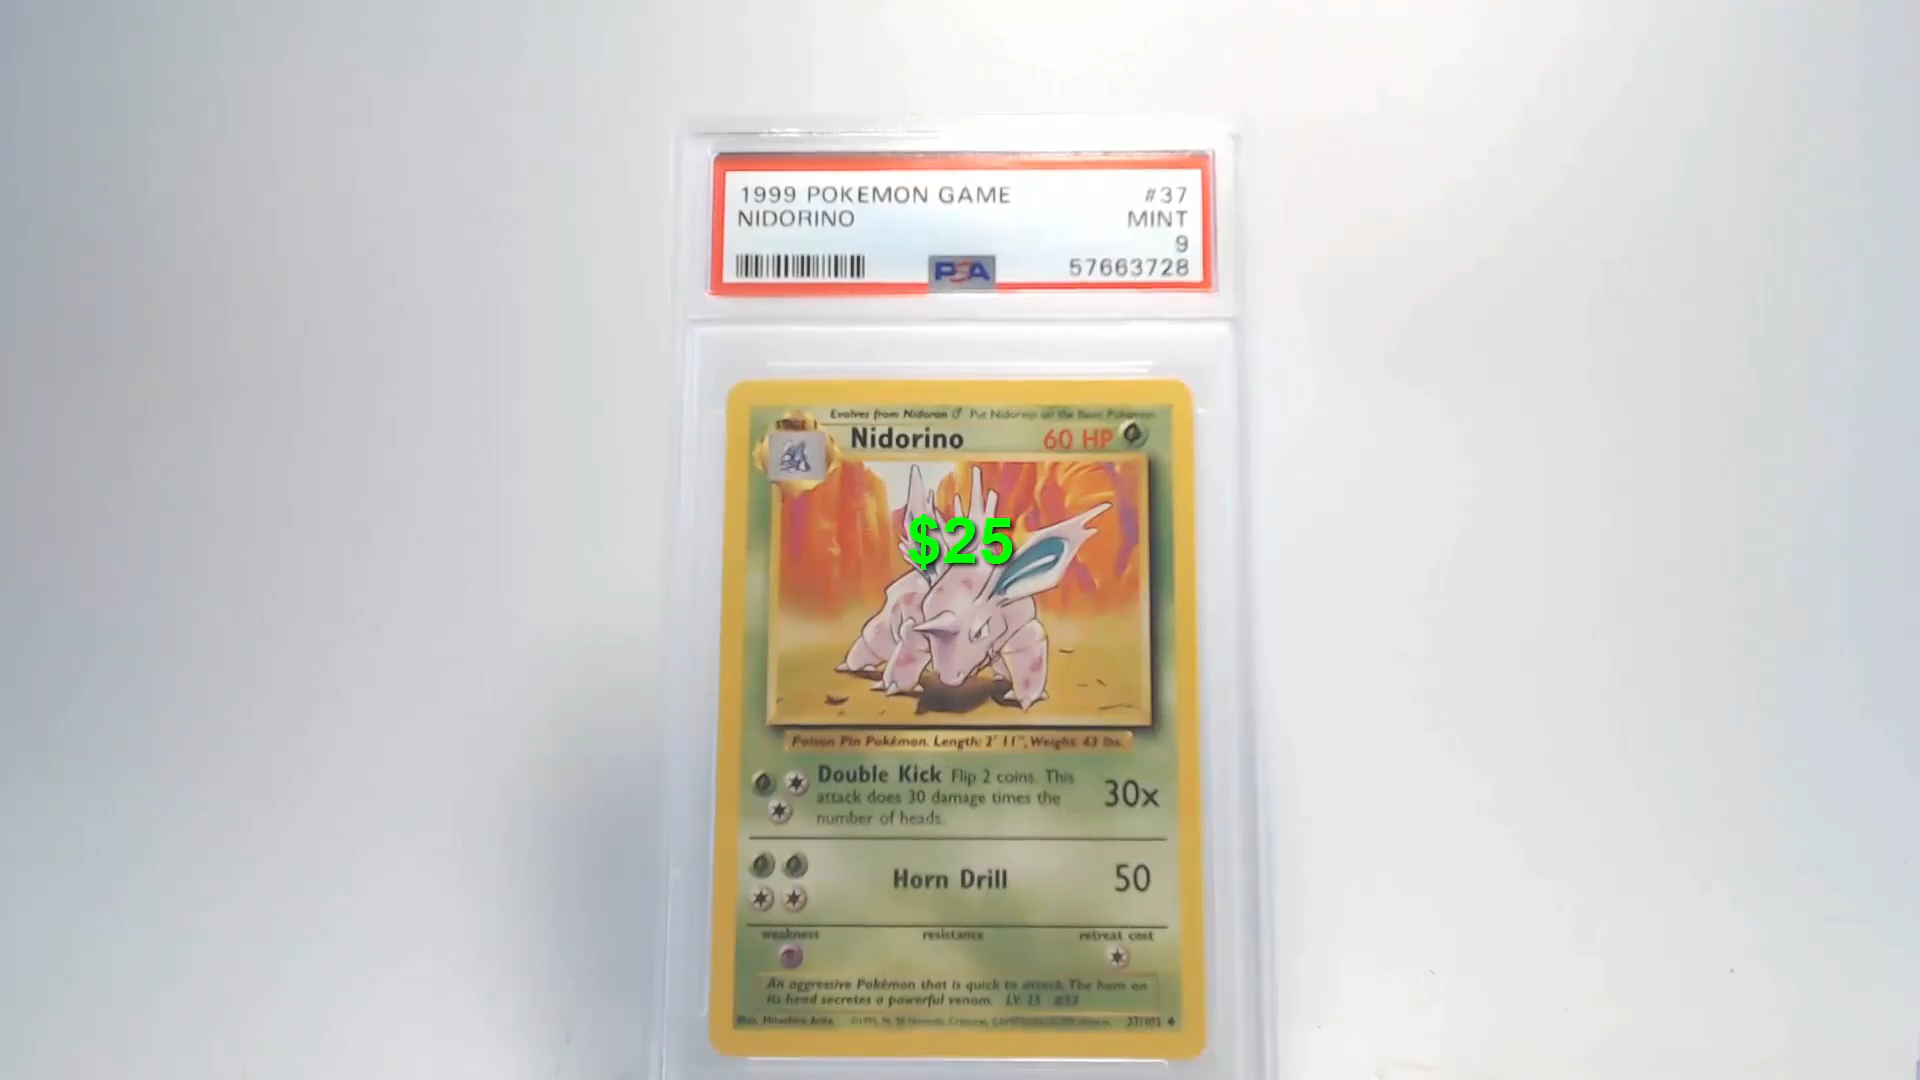 1999 POKEMON GAME #37
NIDORINO MINT
9
PSA 57663728
Evolves from Nidoran ♂ Put Nidorino on the Basic Pokémon
STAGE 1
Nidorino 60 HP
$25
Poison Pin Pokémon. Length: 2' 11", Weight: 43 lbs.
Double Kick Flip 2 coins. This
attack does 30 damage times the
number of heads.
30x
Horn Drill 50
weakness resistance retreat cost
An aggressive Pokémon that is quick to attack. The horn on
its head secretes a powerful venom. LV. 25 #33
Illus. Mitsuhiro Arita 37/102